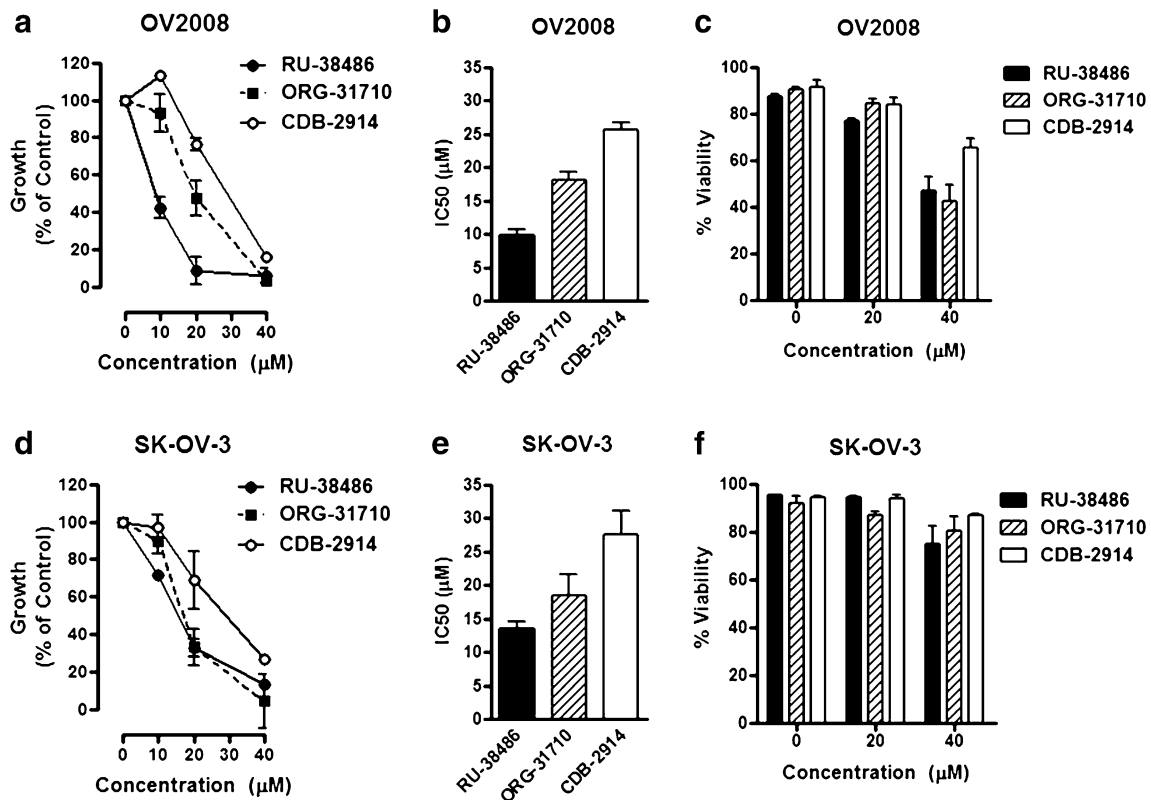 a
OV2008
120
100
80
60
40
20
0
Growth
(% of Control)
0 10 20 30 40
Concentration (µM)
RU-38486
ORG-31710
CDB-2914
b
OV2008
35
30
25
20
15
10
5
0
IC50 (µM)
RU-38486
ORG-31710
CDB-2914
c
OV2008
100
80
60
40
20
0
% Viability
0 20 40
Concentration (µM)
RU-38486
ORG-31710
CDB-2914
d
SK-OV-3
120
100
80
60
40
20
0
Growth
(% of Control)
0 10 20 30 40
Concentration (µM)
RU-38486
ORG-31710
CDB-2914
e
SK-OV-3
35
30
25
20
15
10
5
0
IC50 (µM)
RU-38486
ORG-31710
CDB-2914
f
SK-OV-3
100
80
60
40
20
0
% Viability
0 20 40
Concentration (µM)
RU-38486
ORG-31710
CDB-2914